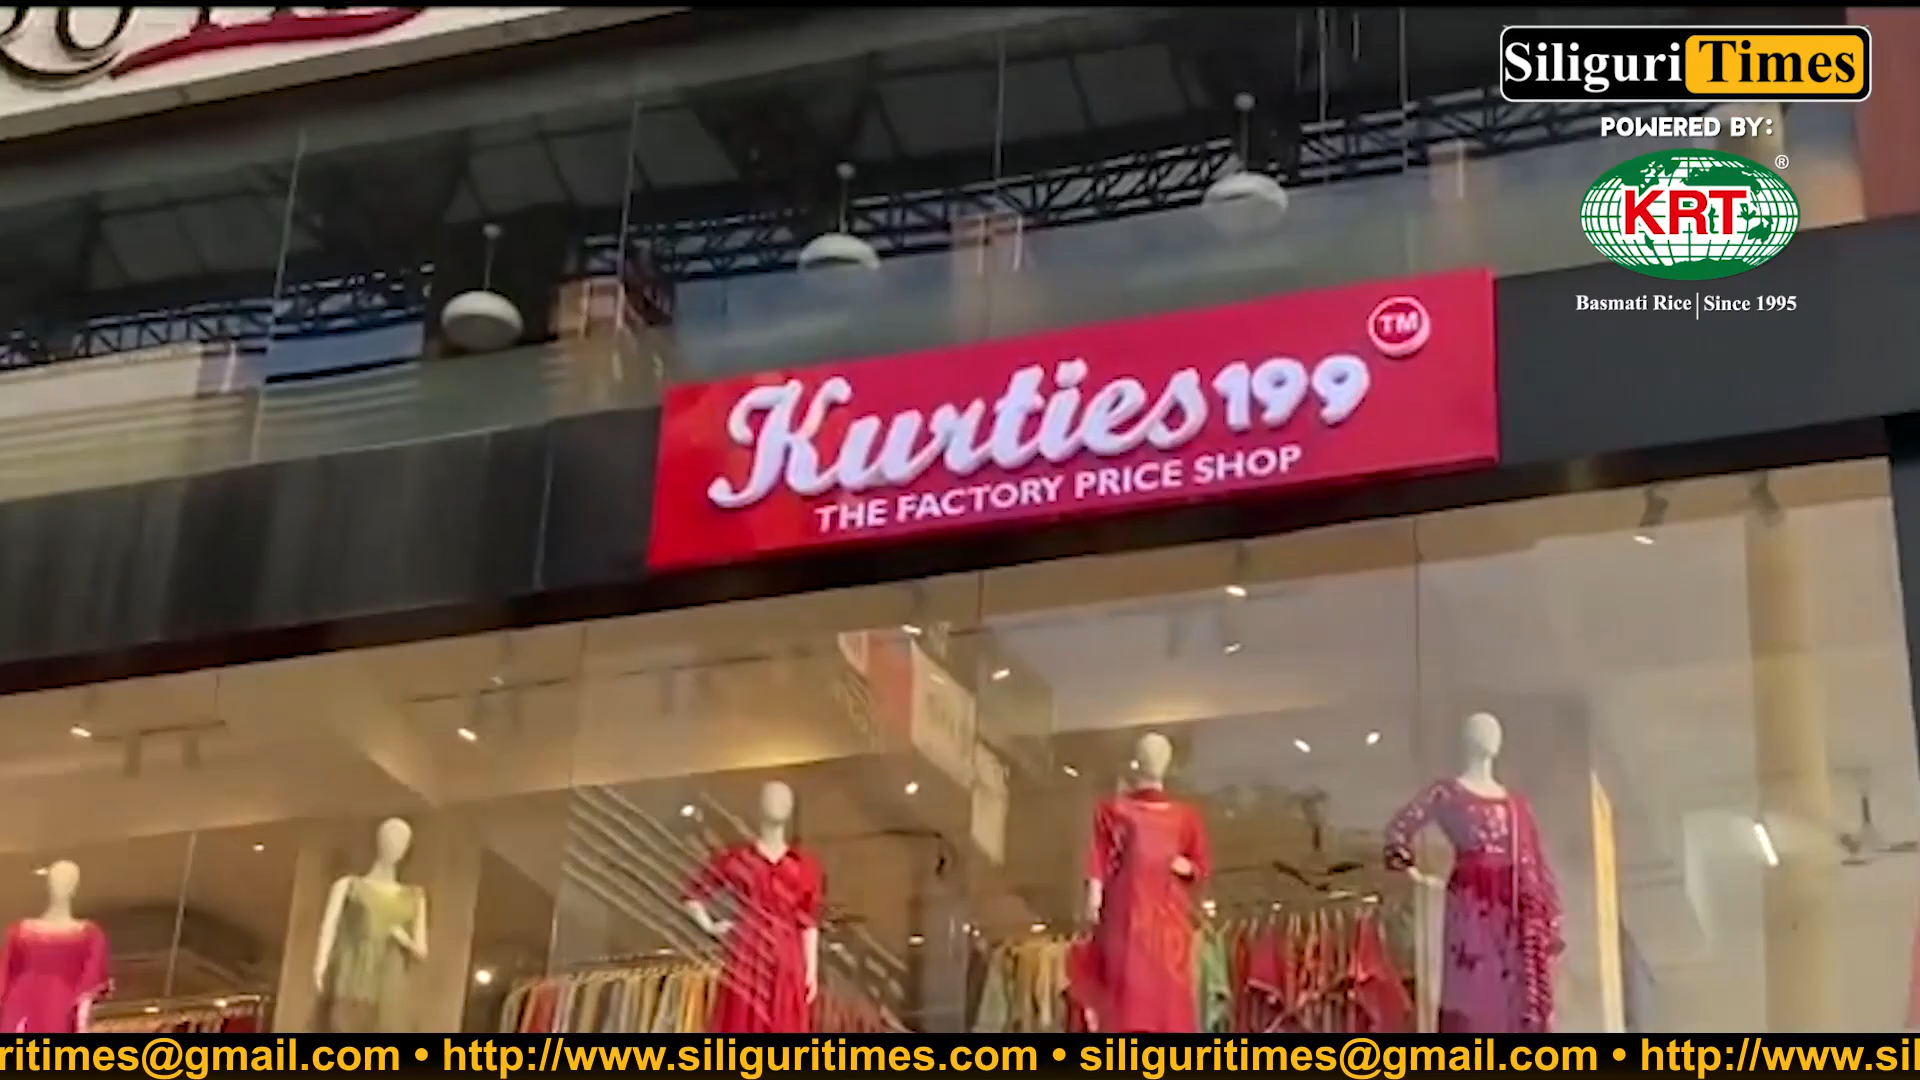 Siliguri Times
POWERED BY:
KRT®
Basmati Rice | Since 1995
Kurties199 TM
THE FACTORY PRICE SHOP
ritimes@gmail.com • http://www.siliguritimes.com • siliguritimes@gmail.com • http://www.sil